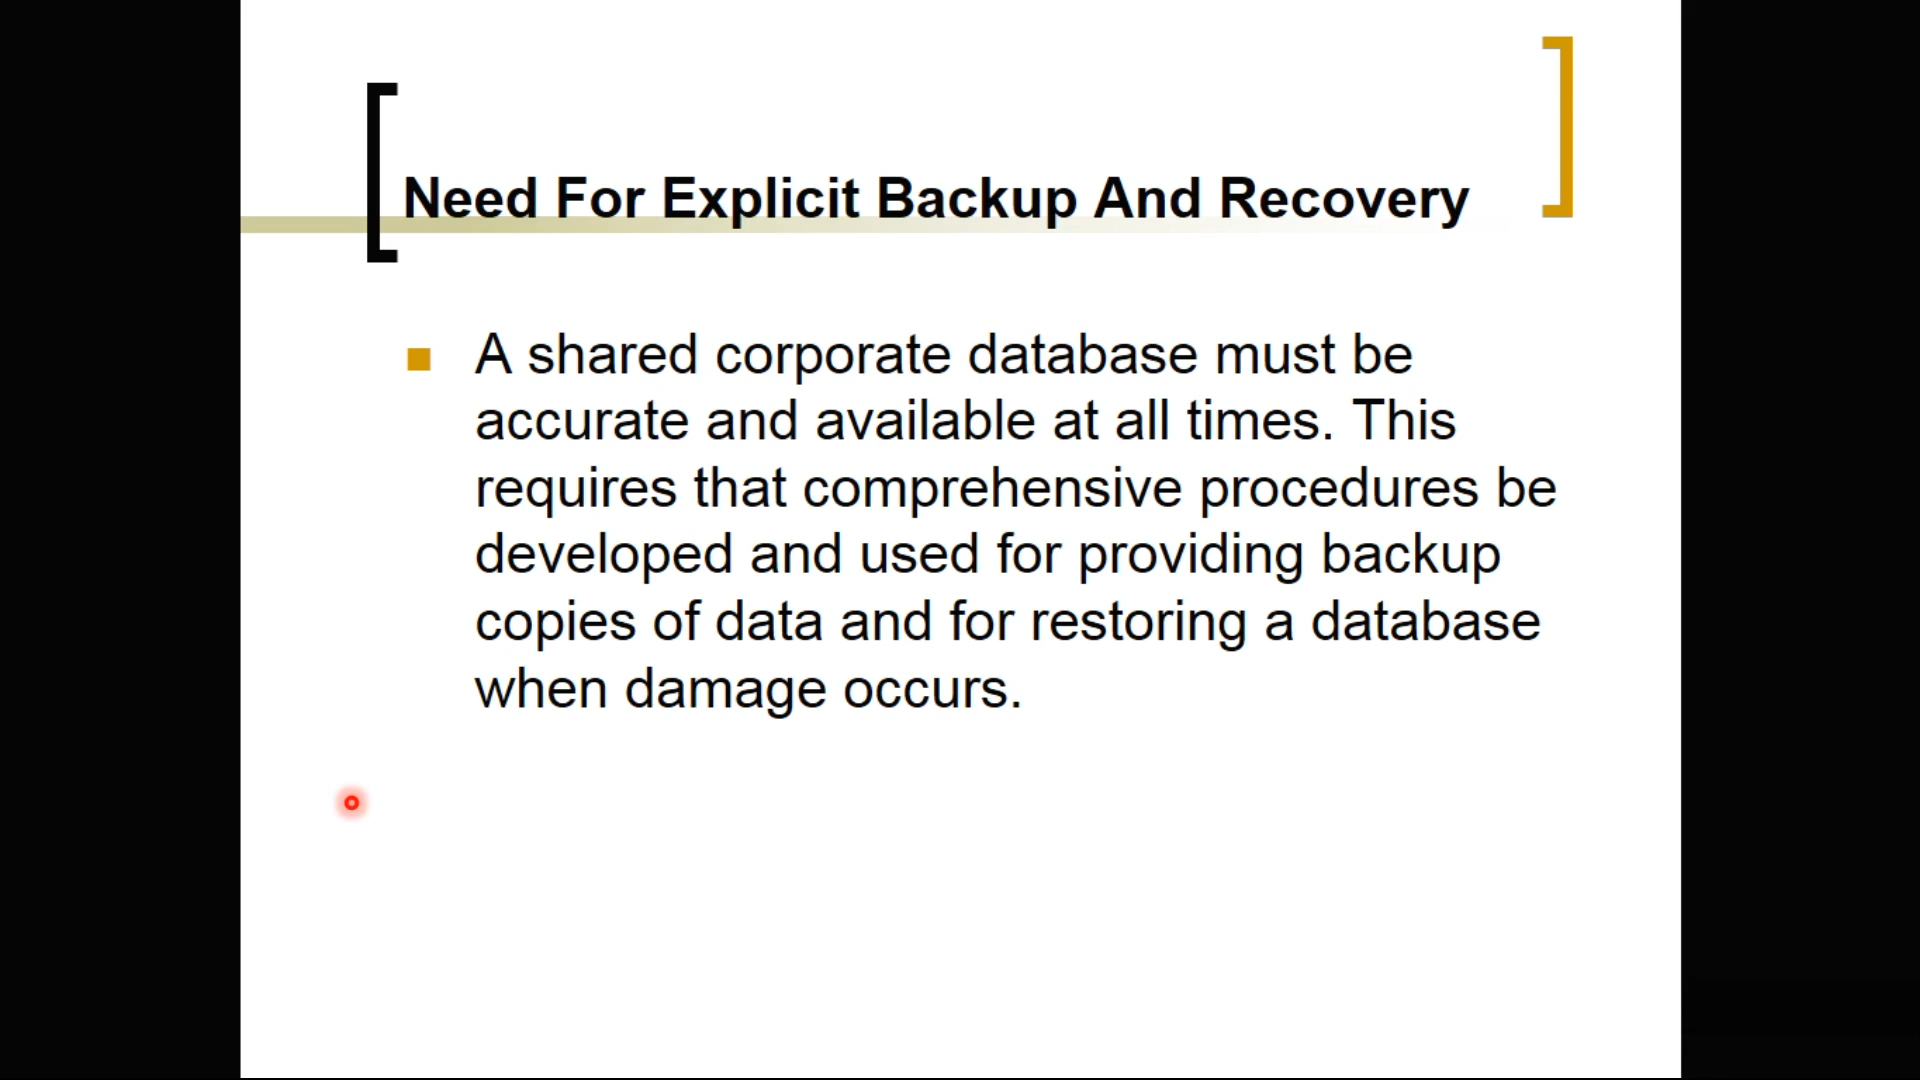 Need For Explicit Backup And Recovery
A shared corporate database must be
accurate and available at all times. This
requires that comprehensive procedures be
developed and used for providing backup
copies of data and for restoring a database
when damage occurs.